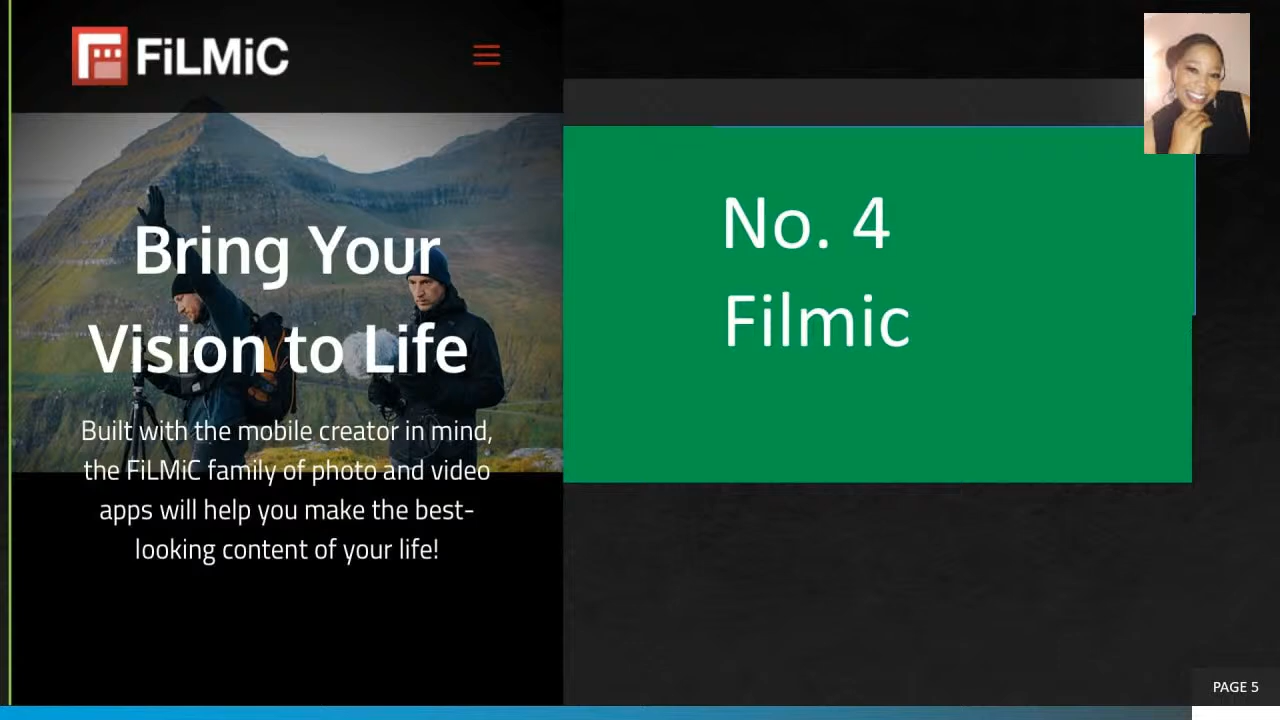 FiLMiC
Bring Your
Vision to Life
Built with the mobile creator in mind,
the FiLMiC family of photo and video
apps will help you make the best-
looking content of your life!
No. 4
Filmic
PAGE 5